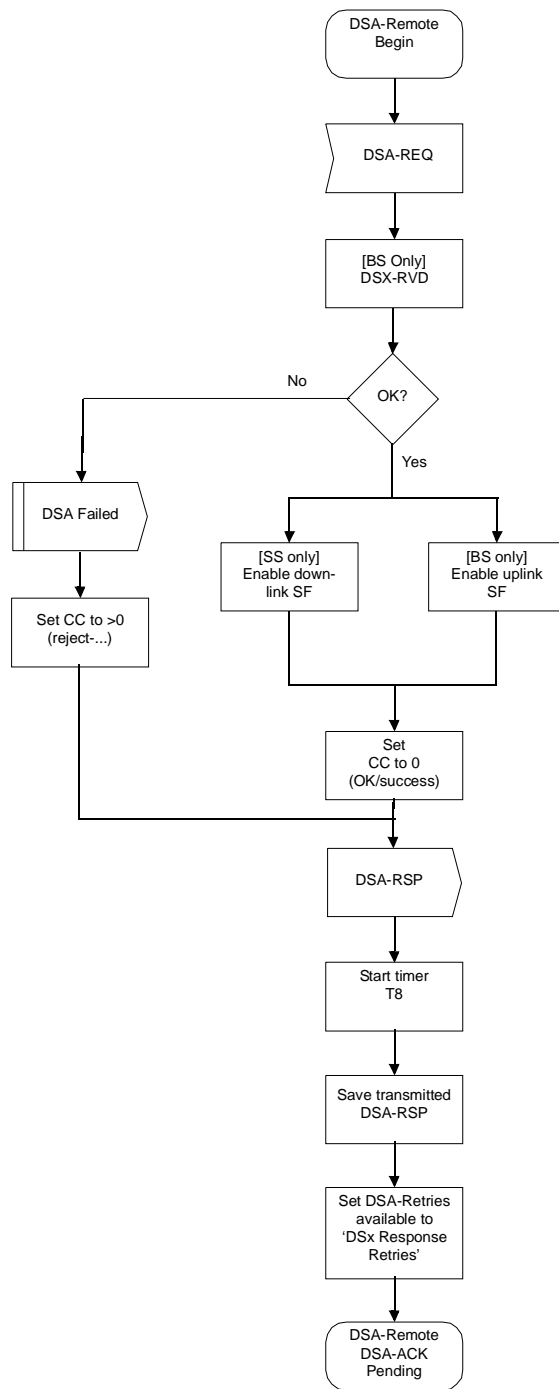 DSA-Remote
Begin
DSA-REQ
[BS Only]
DSX-RVD
No
OK?
Yes
DSA Failed
[SS only]
Enable down-
link SF
[BS only]
Enable uplink
SF
Set CC to >0
(reject-...)
Set
CC to 0
(OK/success)
DSA-RSP
Start timer
T8
Save transmitted
DSA-RSP
Set DSA-Retries
available to
‘DSx Response
Retries’
DSA-Remote
DSA-ACK
Pending